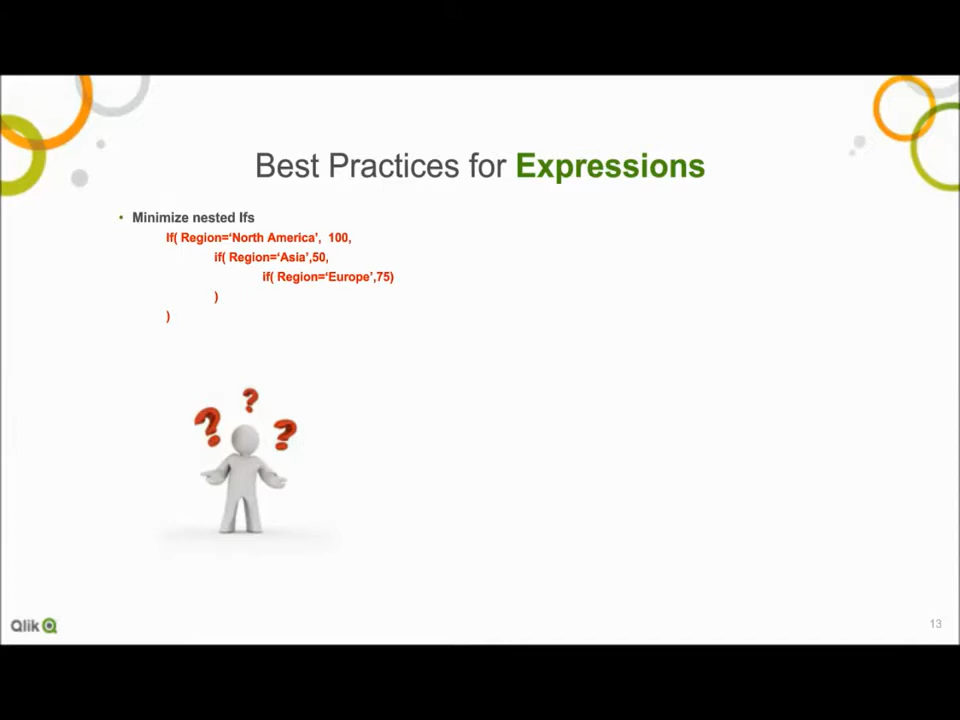 Best Practices for Expressions
• Minimize nested Ifs
If( Region=‘North America’, 100,
if( Region=‘Asia’,50,
if( Region=‘Europe’,75)
)
)
? ? ?
Qlik
13